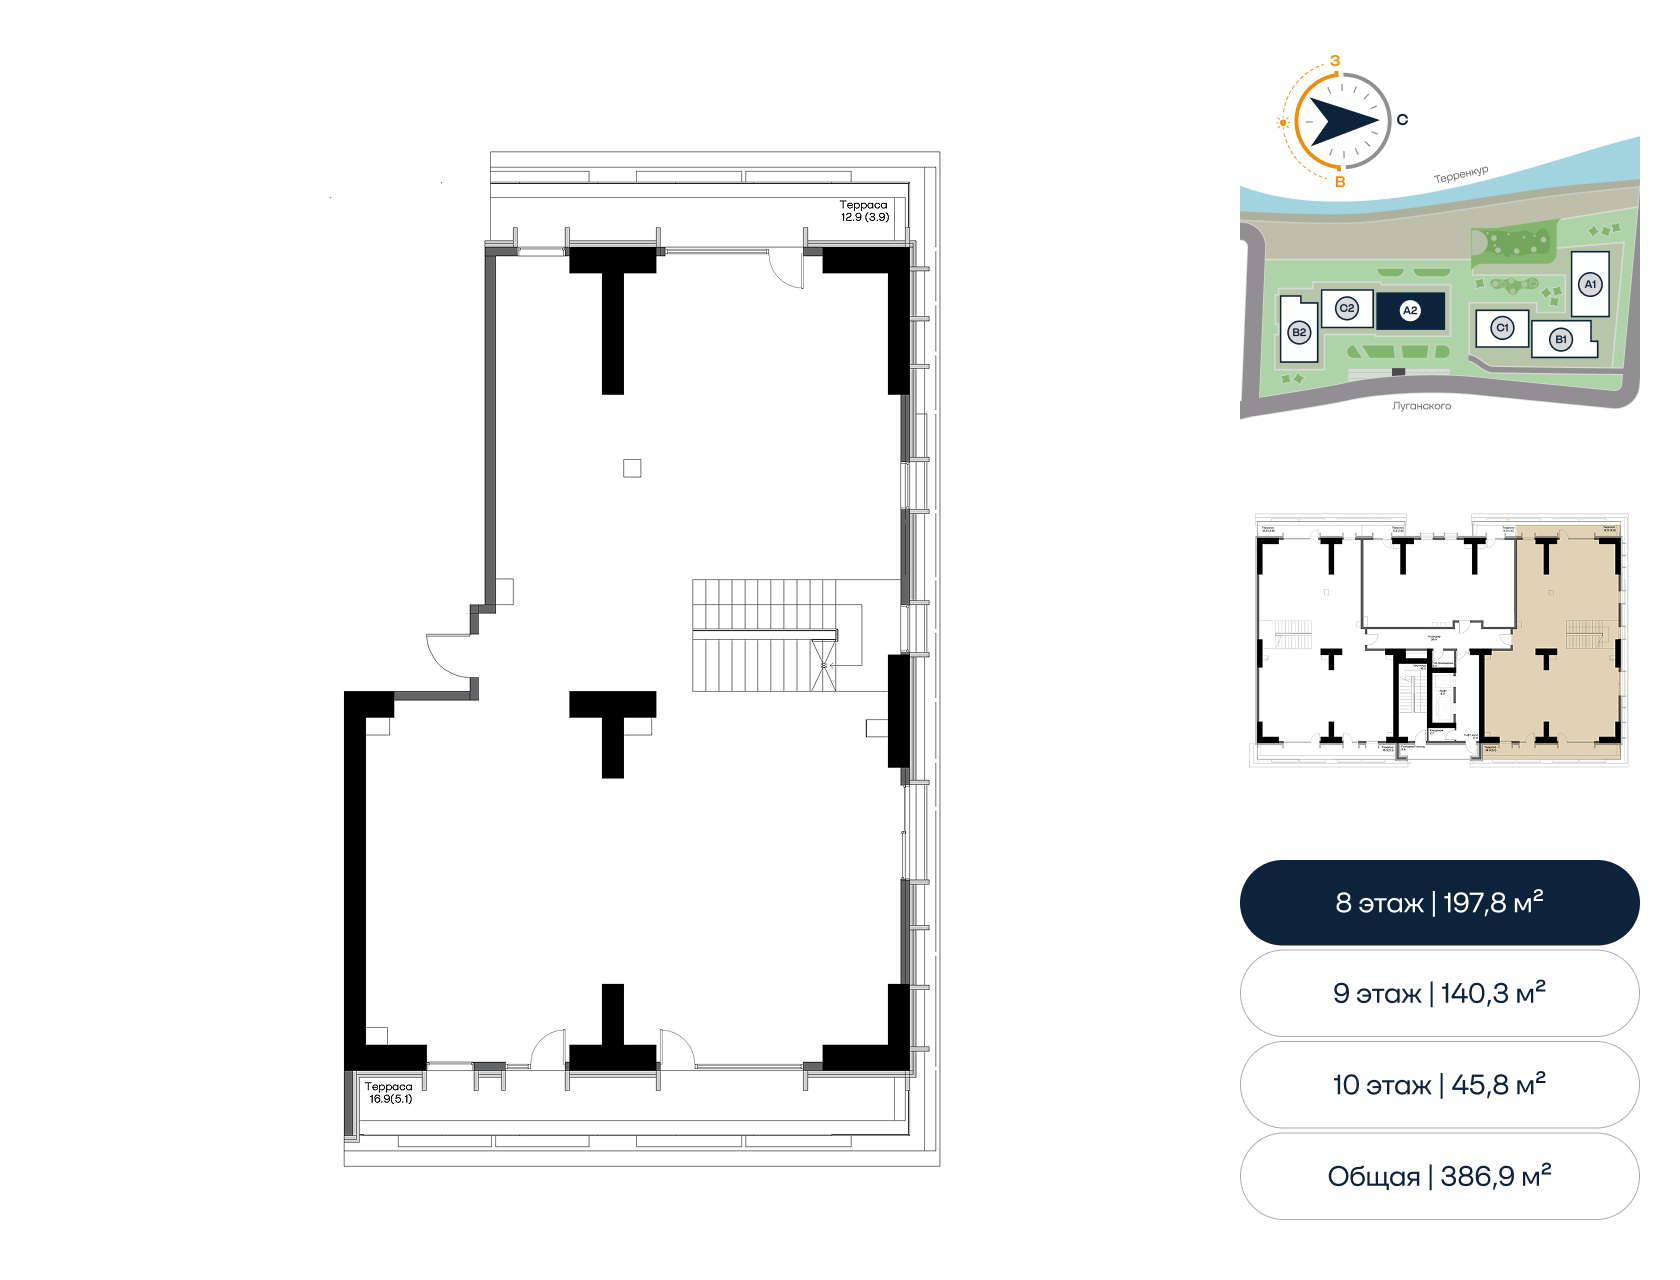 З
С
В
Терренкур
A1
C2
A2
B2
C1
B1
Луганского
Терраса
12.9 (3.9)
Терраса
16.9(5.1)
8 этаж | 197,8 м²
9 этаж | 140,3 м²
10 этаж | 45,8 м²
Общая | 386,9 м²